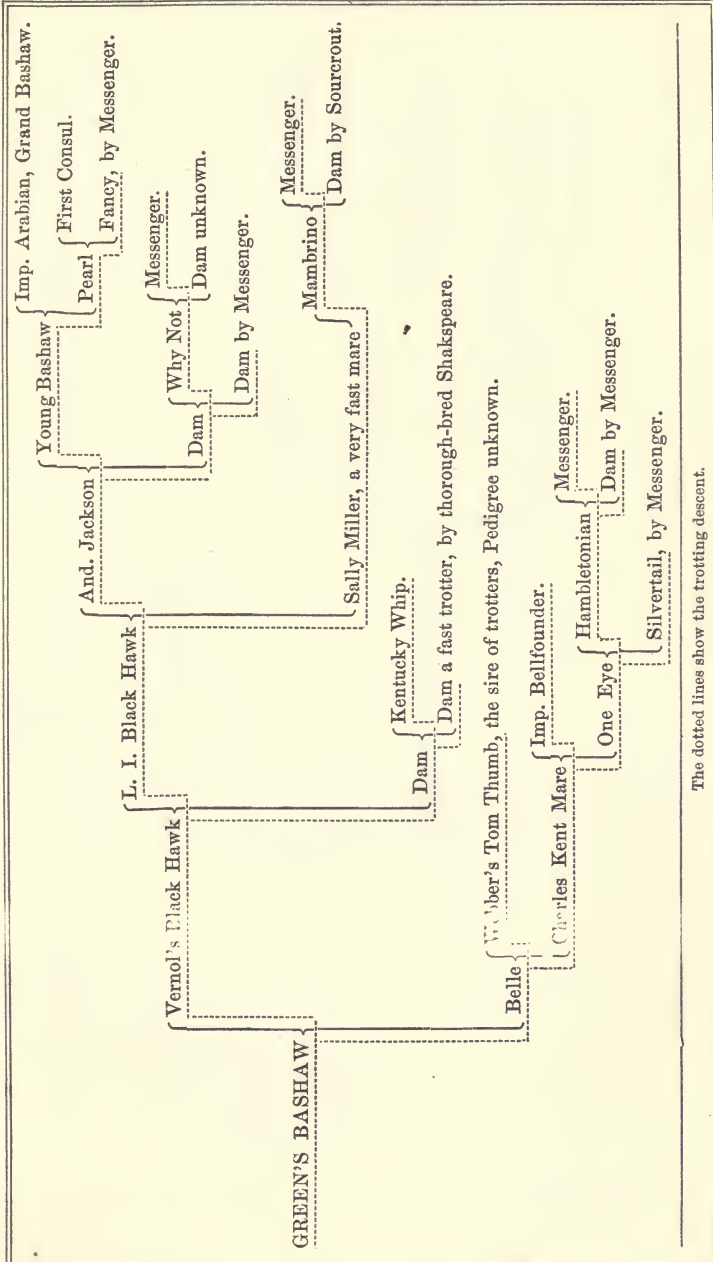 Imp. Arabian, Grand Bashaw.
Young Bashaw
First Consul.
Pearl
And. Jackson
Fancy, by Messenger.
L. I. Black Hawk
Messenger.
Why Not
Vernol's Black Hawk
Dam
Dam unknown.
Dam by Messenger.
Messenger.
GREEN'S BASHAW
Mambrino
Dam by Sourcrout.
Sally Miller, a very fast mare
Kentucky Whip.
Dam
Dam a fast trotter, by thorough-bred Shakspeare.
Webber's Tom Thumb, the sire of trotters, Pedigree unknown.
Belle
Imp. Bellfounder.
Charles Kent Mare
Messenger.
Hambletonian
One Eye
Dam by Messenger.
Silvertail, by Messenger.
The dotted lines show the trotting descent.